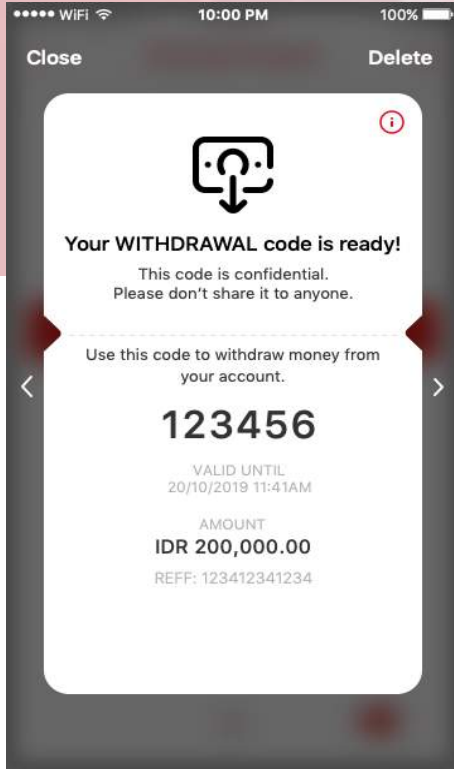 WiFi 10:00 PM 100%
Close Delete
Your WITHDRAWAL code is ready!
This code is confidential.
Please don't share it to anyone.
Use this code to withdraw money from
your account.
123456
VALID UNTIL
20/10/2019 11:41AM
AMOUNT
IDR 200,000.00
REFF: 123412341234